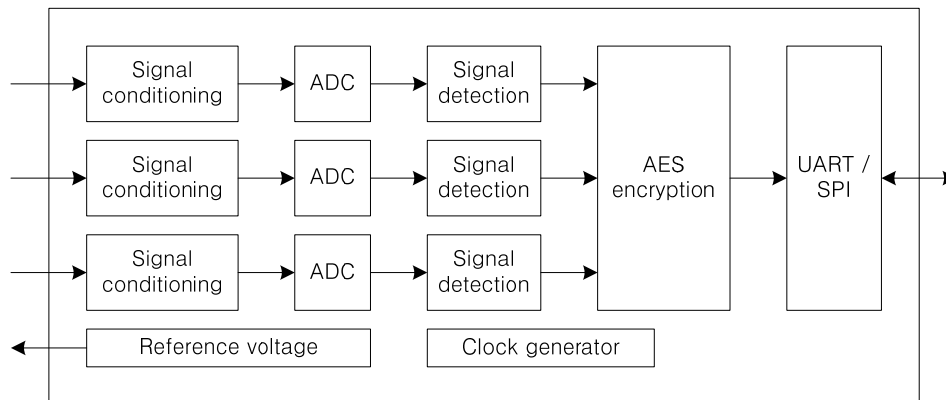 Signal
conditioning
ADC
Signal
detection
Signal
conditioning
ADC
Signal
detection
AES
encryption
UART /
SPI
Signal
conditioning
ADC
Signal
detection
Reference voltage
Clock generator